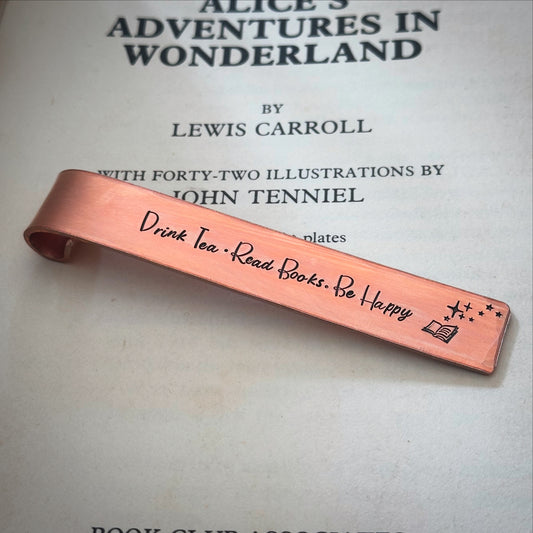 ALICE'S
ADVENTURES IN
WONDERLAND
BY
LEWIS CARROLL
WITH FORTY-TWO ILLUSTRATIONS BY
JOHN TENNIEL
plates
Drink Tea • Read Books • Be Happy
BOOK CLUB ASSOCIATES